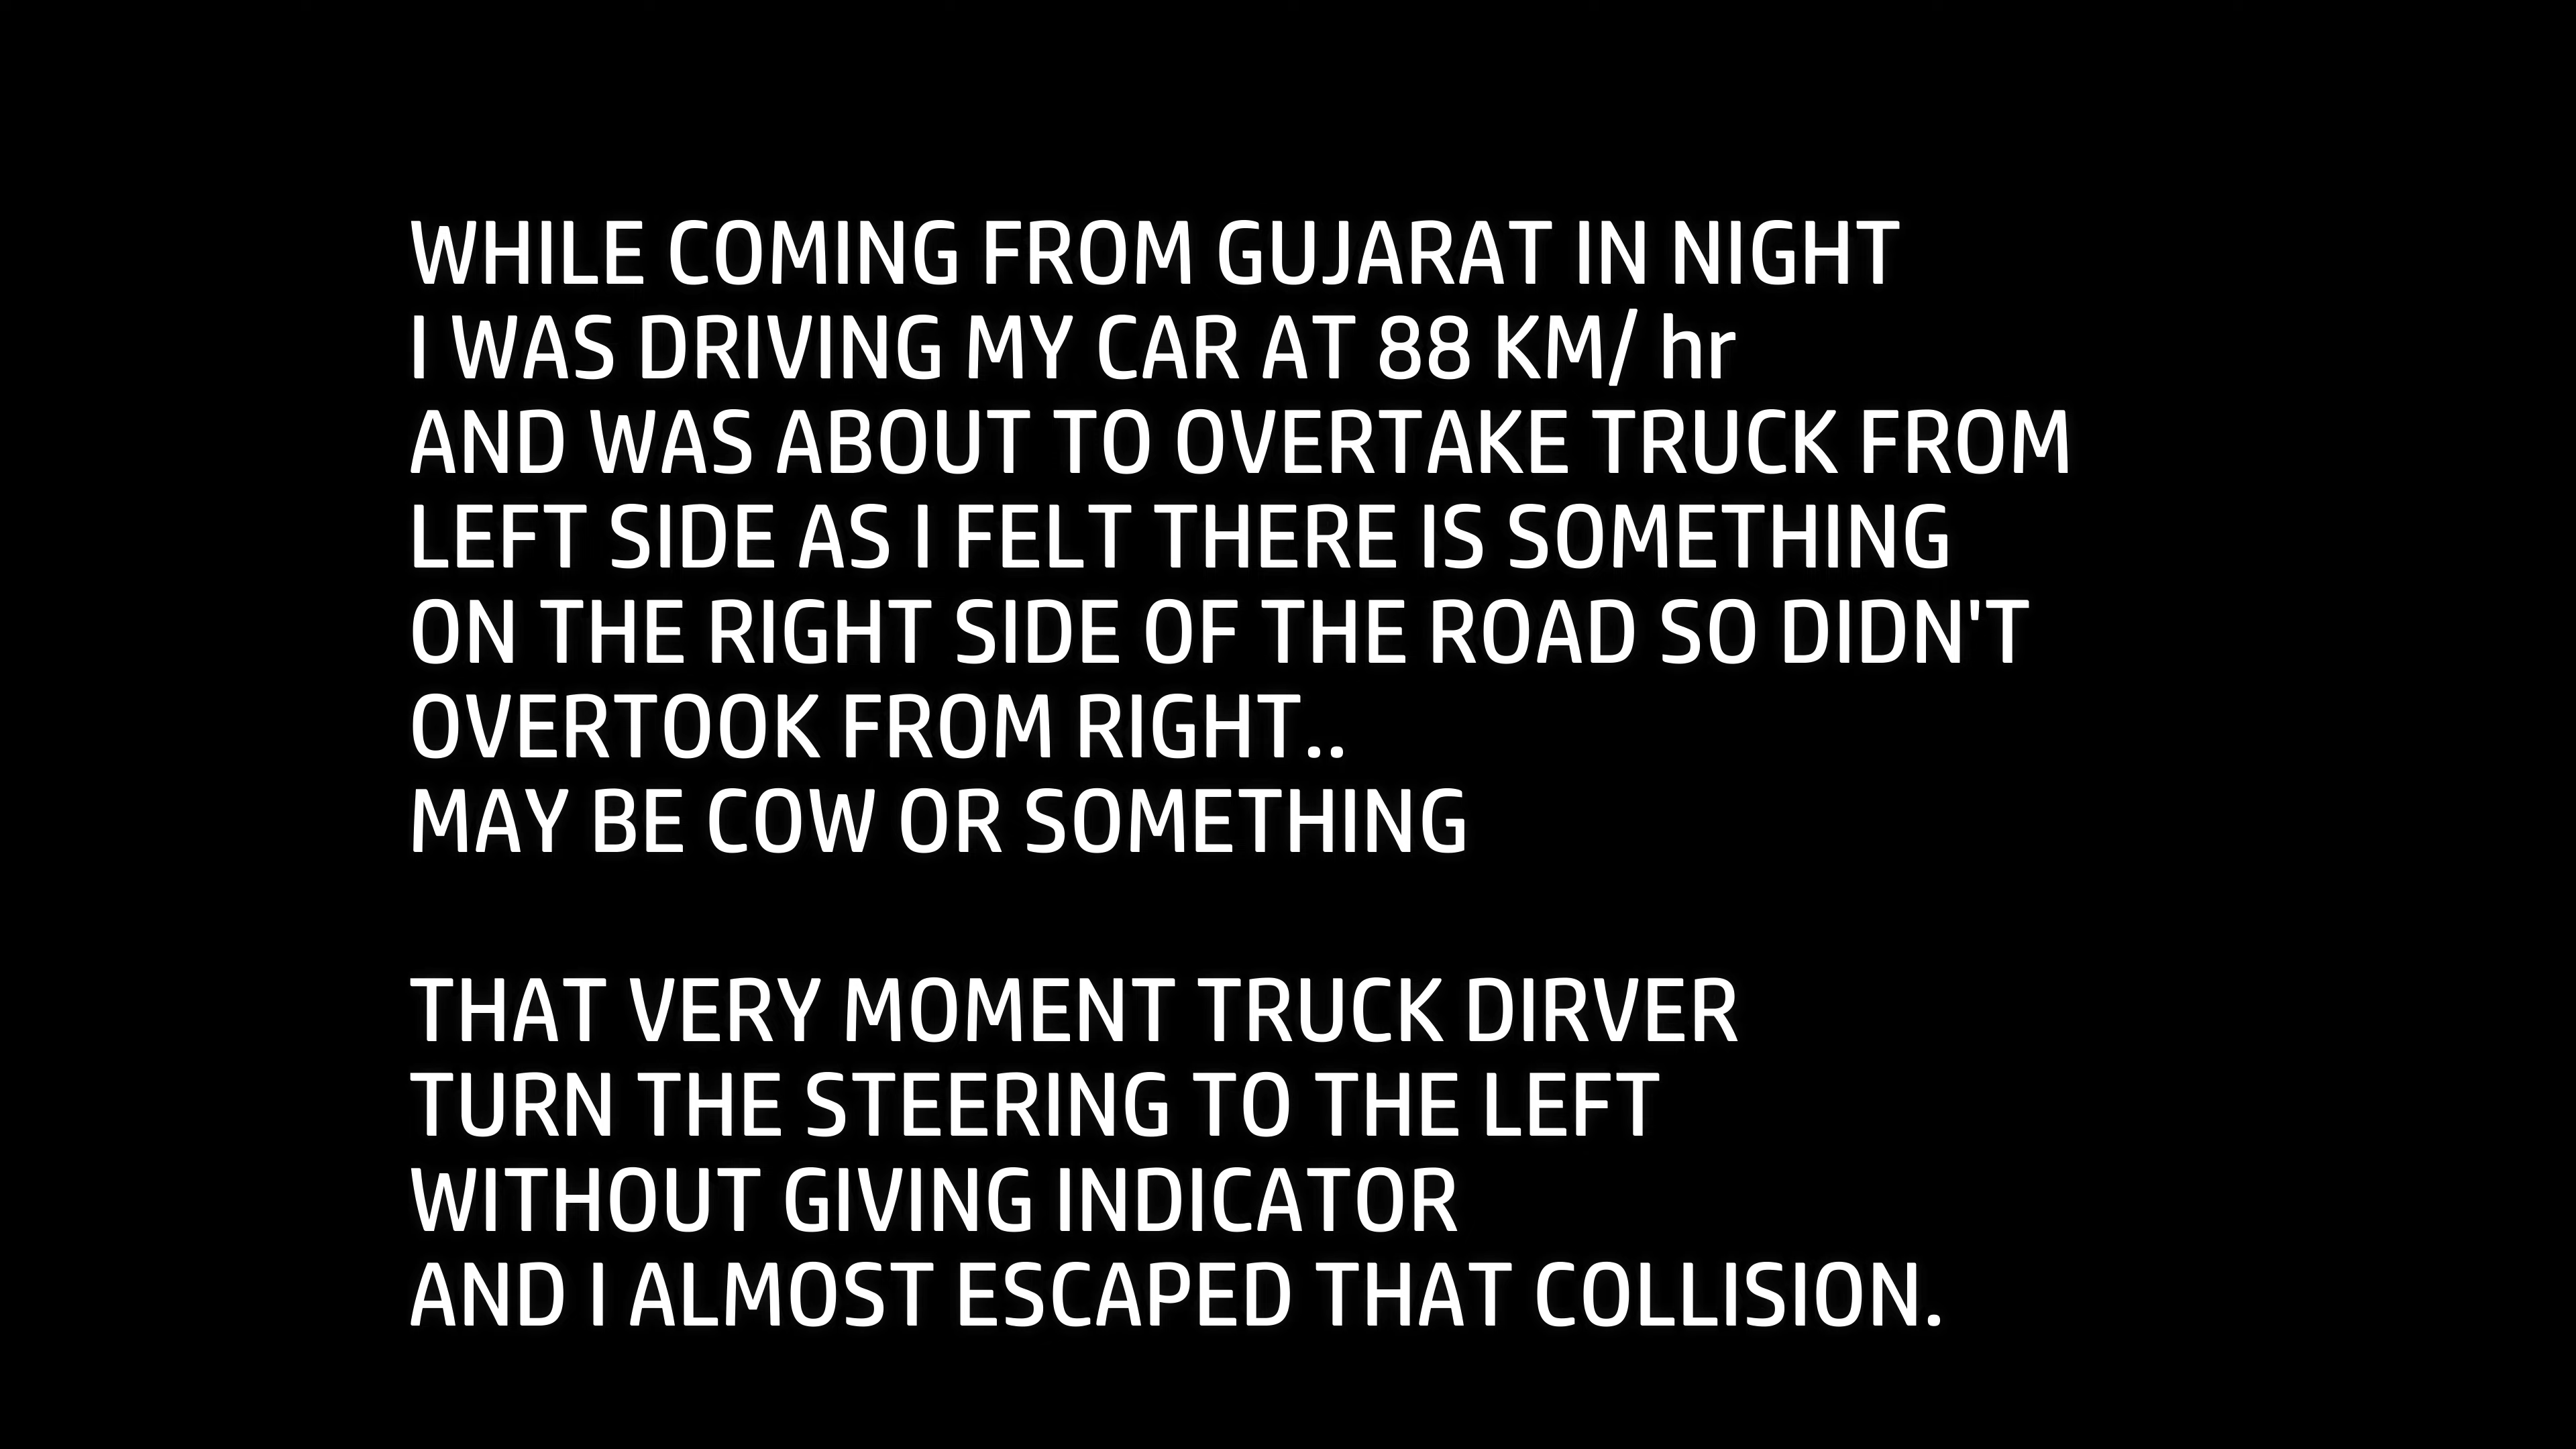 WHILE COMING FROM GUJARAT IN NIGHT
I WAS DRIVING MY CAR AT 88 KM/ hr
AND WAS ABOUT TO OVERTAKE TRUCK FROM
LEFT SIDE AS I FELT THERE IS SOMETHING
ON THE RIGHT SIDE OF THE ROAD SO DIDN'T
OVERTOOK FROM RIGHT..
MAY BE COW OR SOMETHING
THAT VERY MOMENT TRUCK DIRVER
TURN THE STEERING TO THE LEFT
WITHOUT GIVING INDICATOR
AND I ALMOST ESCAPED THAT COLLISION.